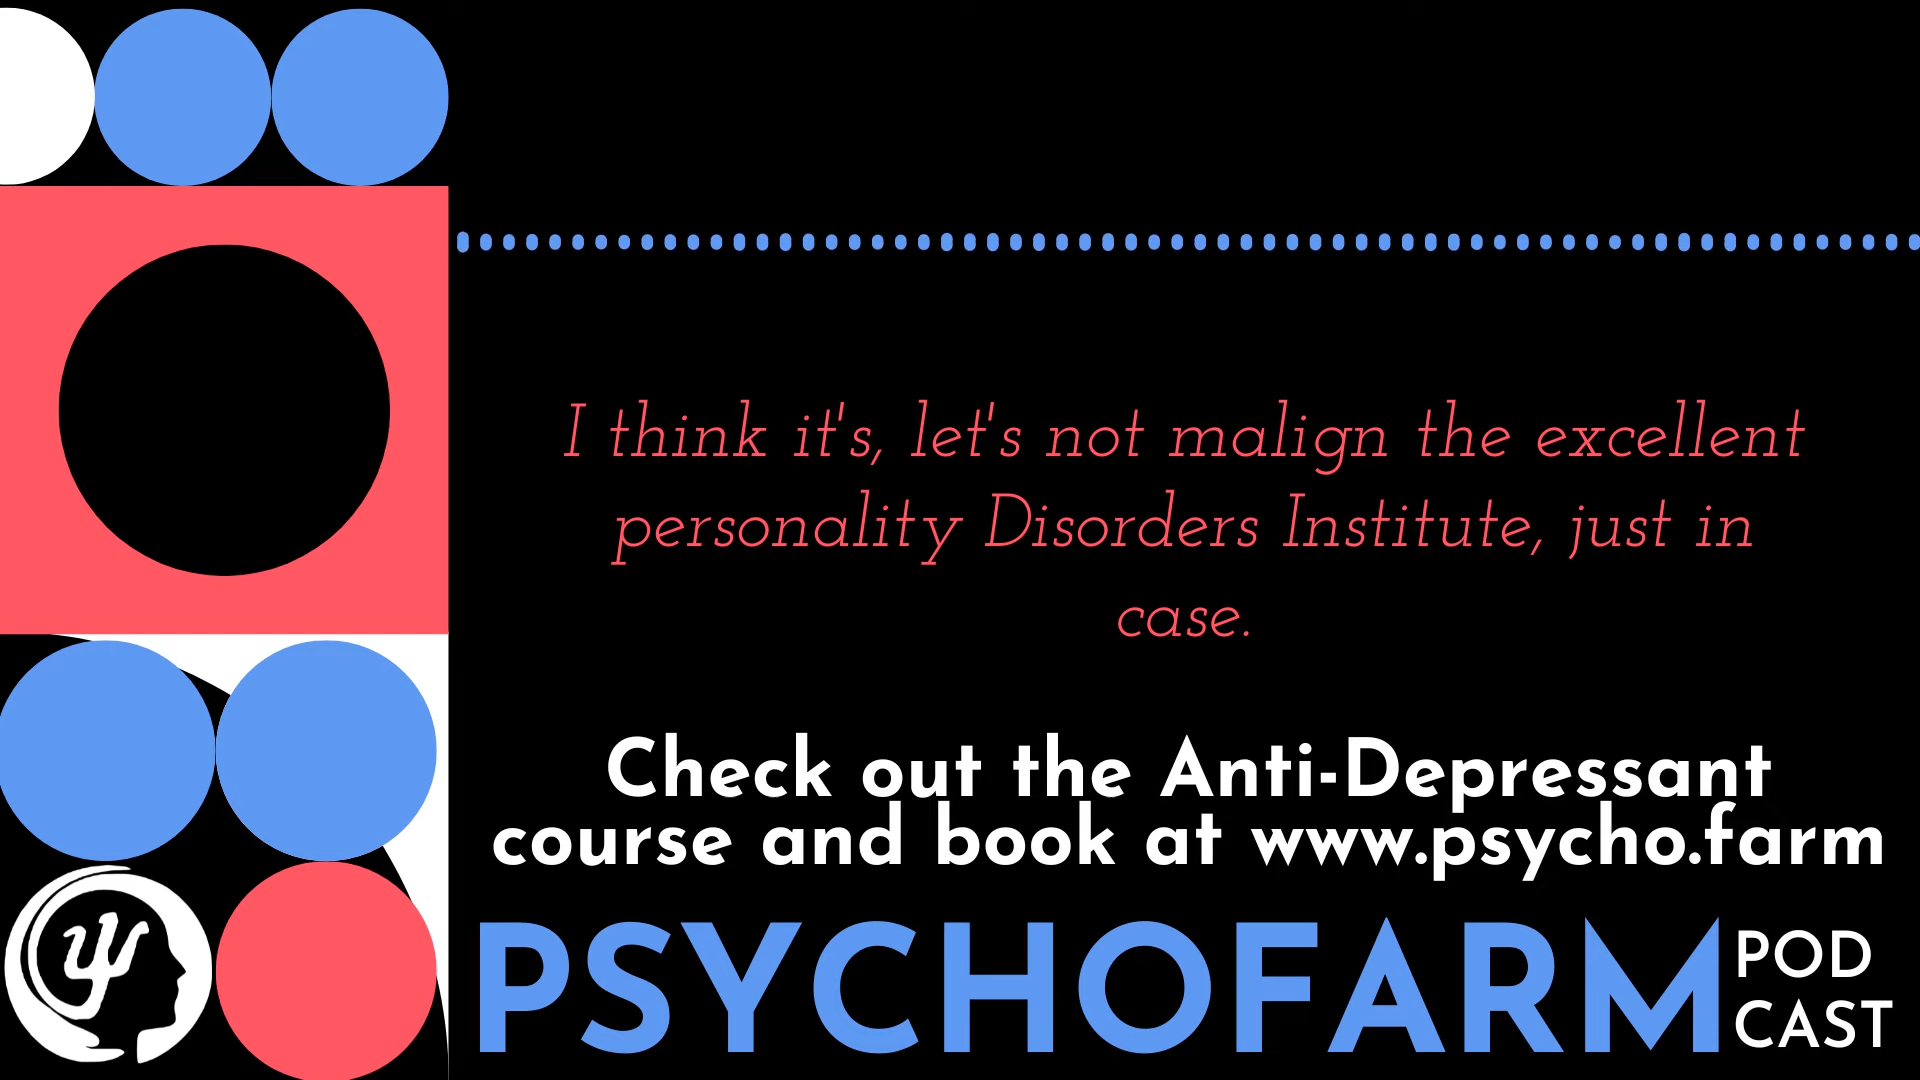 I think it's, let's not malign the excellent
personality Disorders Institute, just in
case.
Check out the Anti-Depressant
course and book at www.psycho.farm
PSYCHOFARM
POD
CAST
ψ